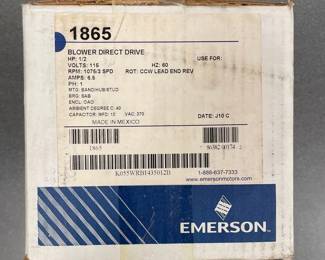 1865
BLOWER DIRECT DRIVE
HP: 1/2 USE FOR:
VOLTS: 115 HZ: 60
RPM: 1075/3 SPD ROT: CCW LEAD END REV
AMPS: 6.6
PH: 1
MTG: BAND/HUB/STUD
BRG: SAB
ENCL: OAO
AMBIENT DEGREE C: 40
CAPACITOR: MFD: 10 VAC: 370 DATE: J10 C
MADE IN MEXICO
1865
K055WRBI1435012B
1-888-637-7333
www.emersonmotors.com
EMERSON